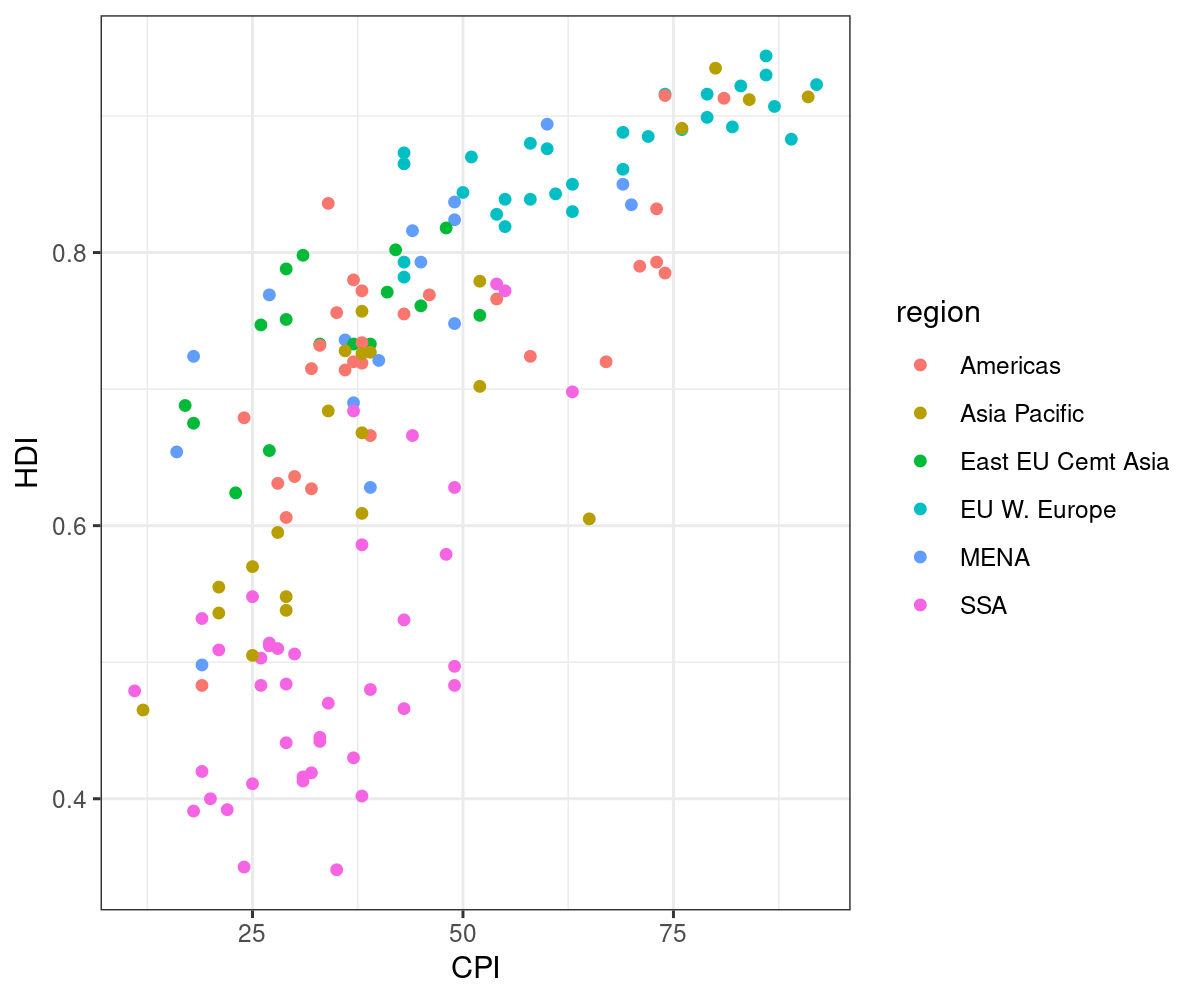 HDI
0.8
0.6
0.4
25 50 75
CPI
region
Americas
Asia Pacific
East EU Cemt Asia
EU W. Europe
MENA
SSA